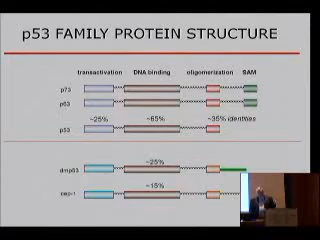 p53 FAMILY PROTEIN STRUCTURE
transactivation DNA binding oligomerization SAM
p73
p63
~25% ~65% ~35% identities
p53
~25%
dmp53
~15%
cep-1